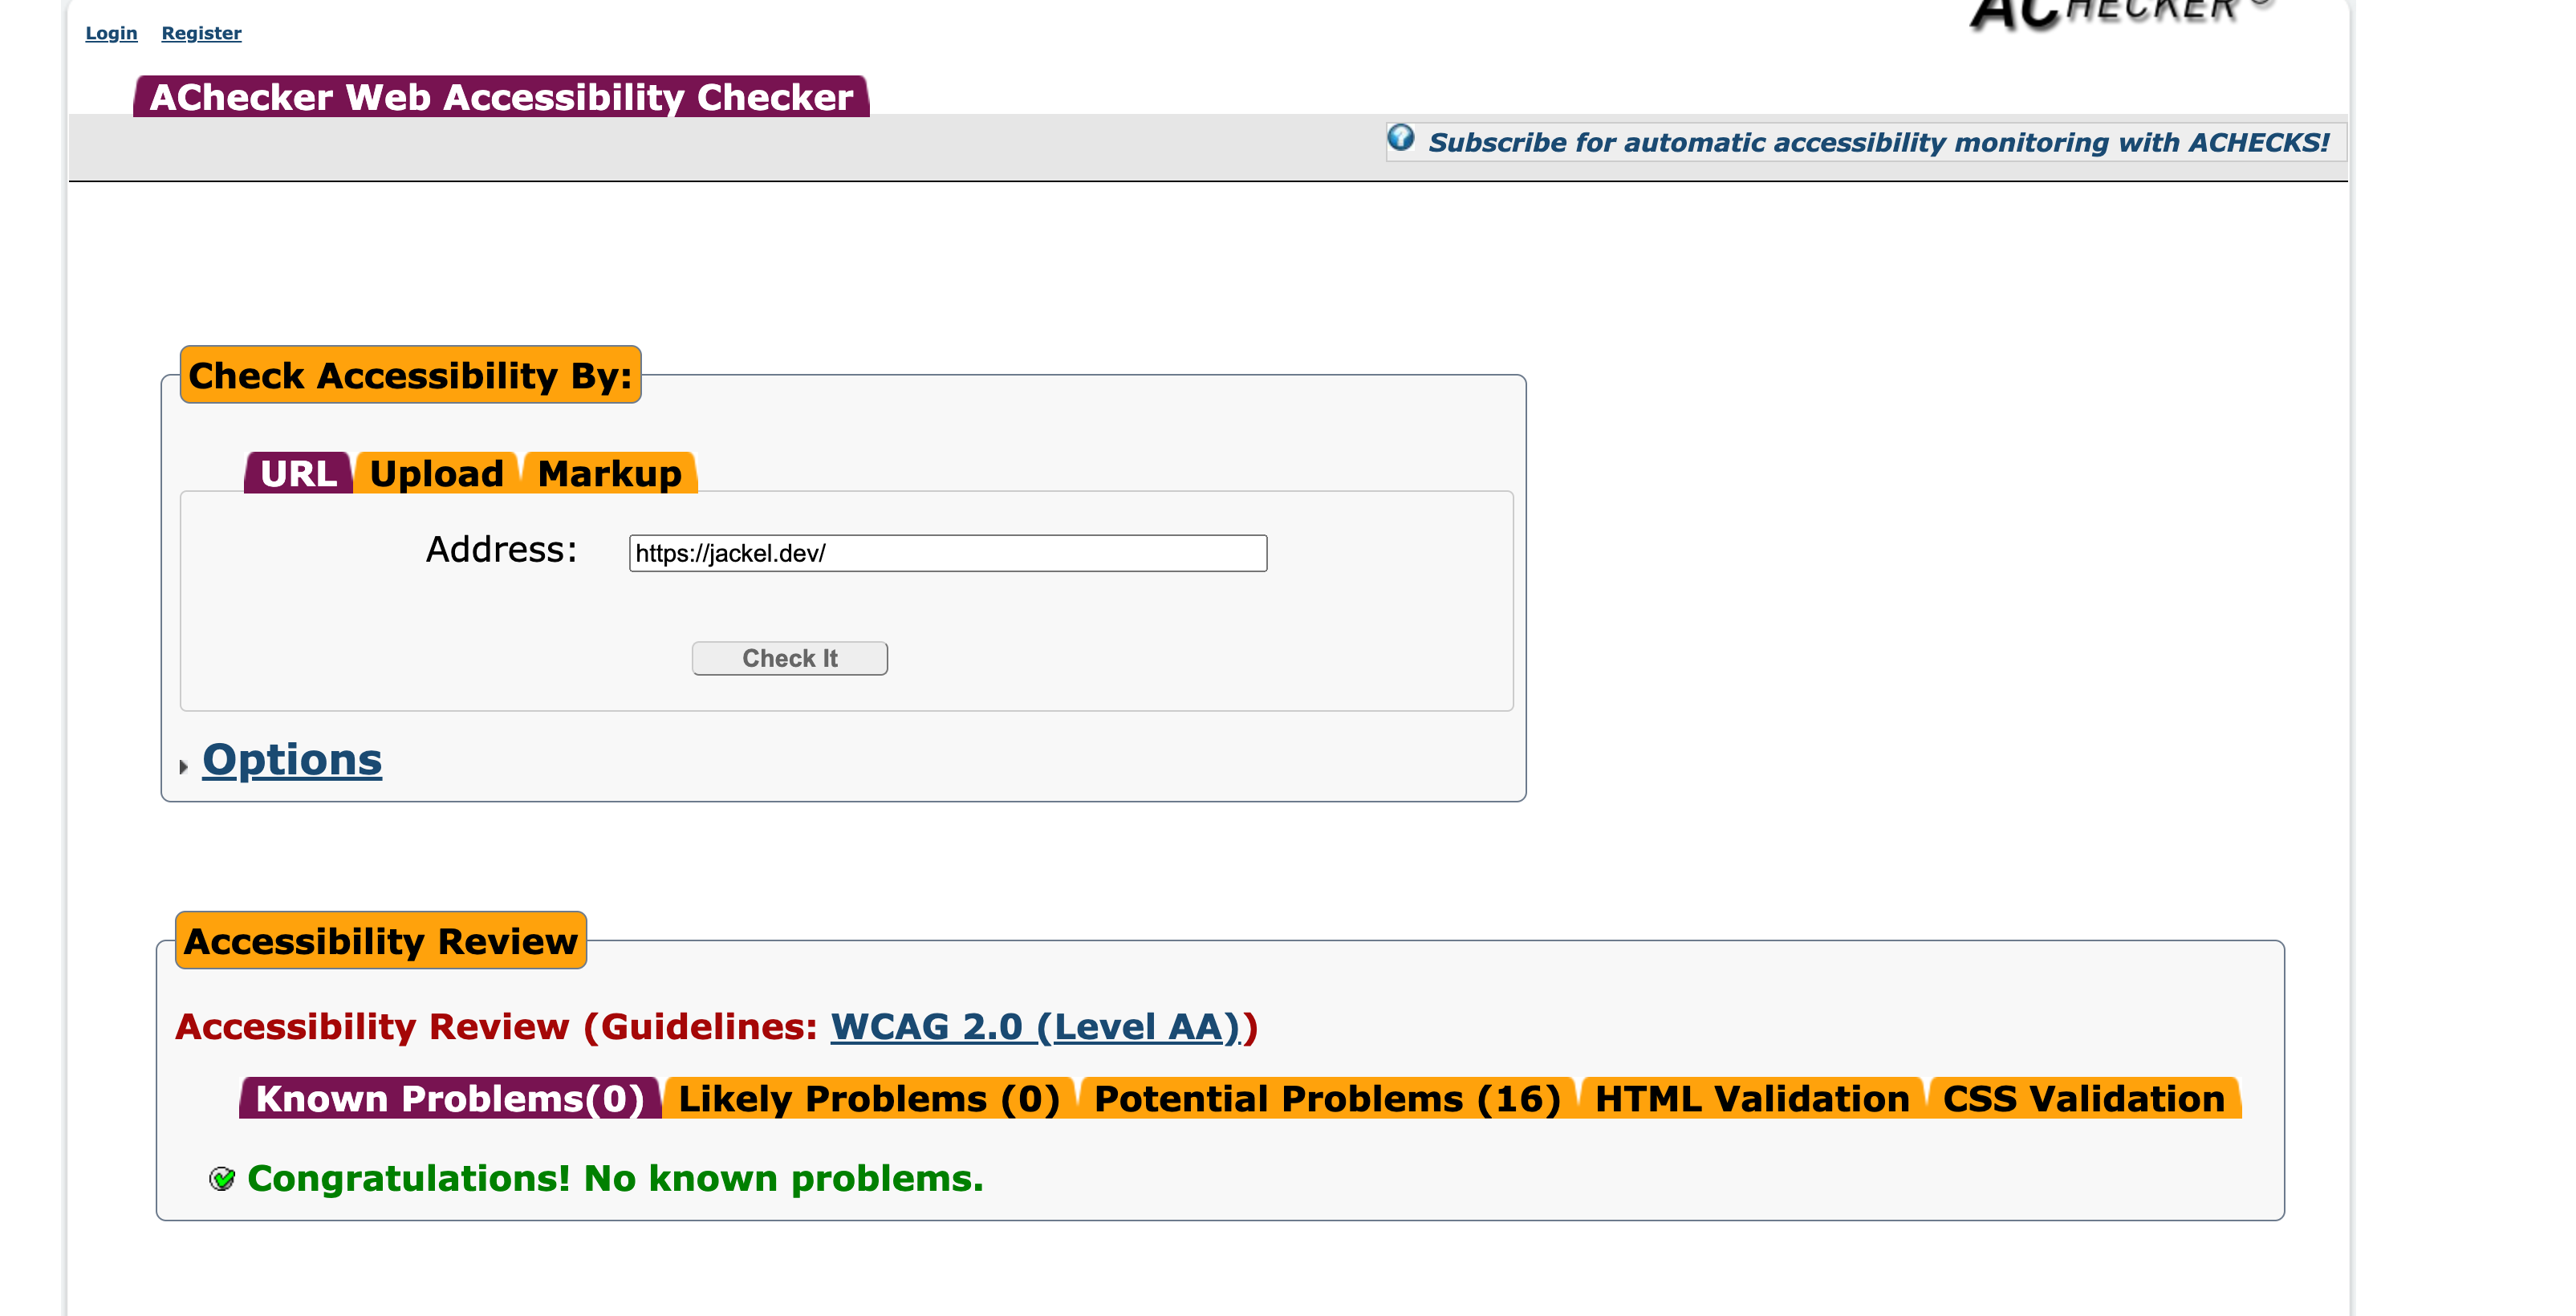 ACHECKER
Login Register
AChecker Web Accessibility Checker
Subscribe for automatic accessibility monitoring with ACHECKS!
Check Accessibility By:
URL Upload Markup
Address: https://jackel.dev/
Check It
Options
Accessibility Review
Accessibility Review (Guidelines: WCAG 2.0 (Level AA))
Known Problems(0) Likely Problems (0) Potential Problems (16) HTML Validation CSS Validation
Congratulations! No known problems.